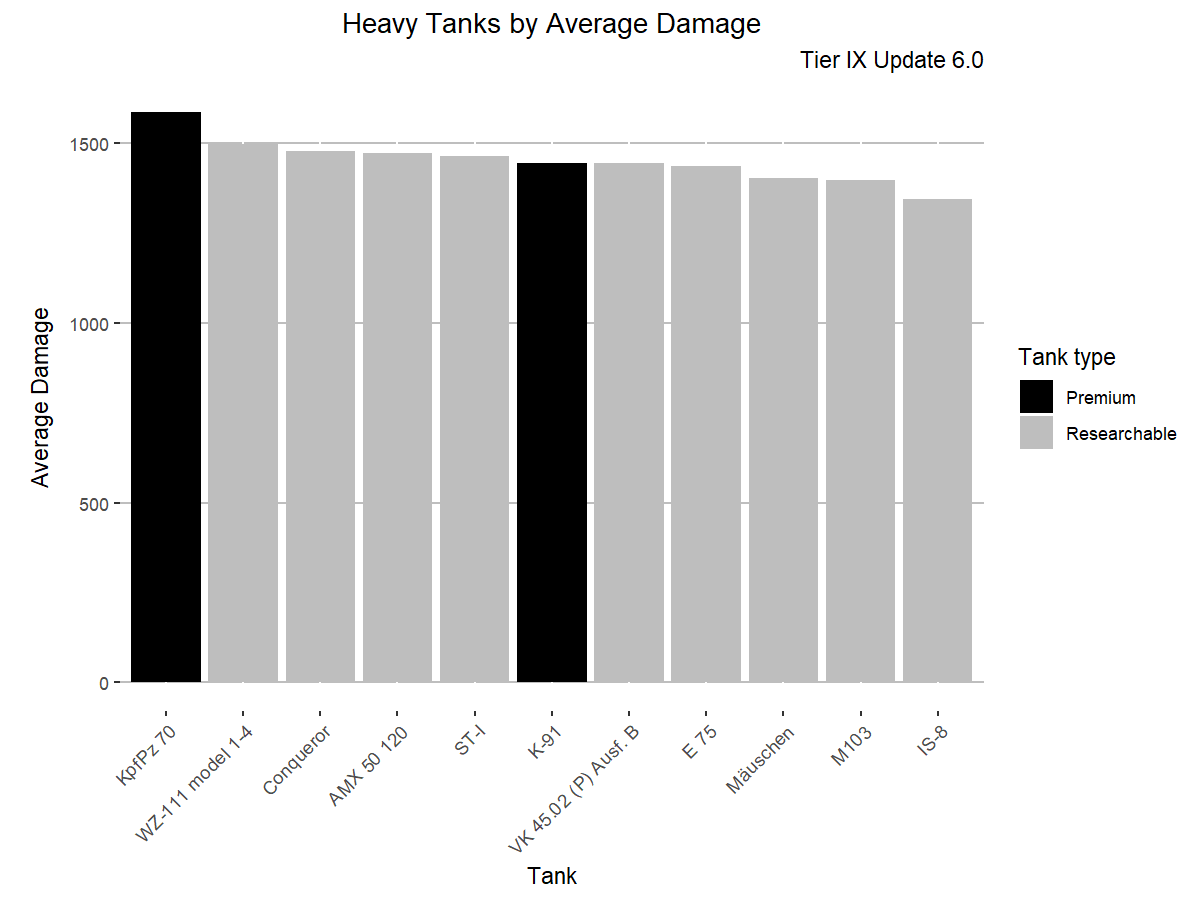 Heavy Tanks by Average Damage
Tier IX Update 6.0
Average Damage
1500
1000
500
0
KpfPz 70
WZ-111 model 1-4
Conqueror
AMX 50 120
ST-I
K-91
VK 45.02 (P) Ausf. B
E 75
Mäuschen
M103
IS-8
Tank
Tank type
Premium
Researchable